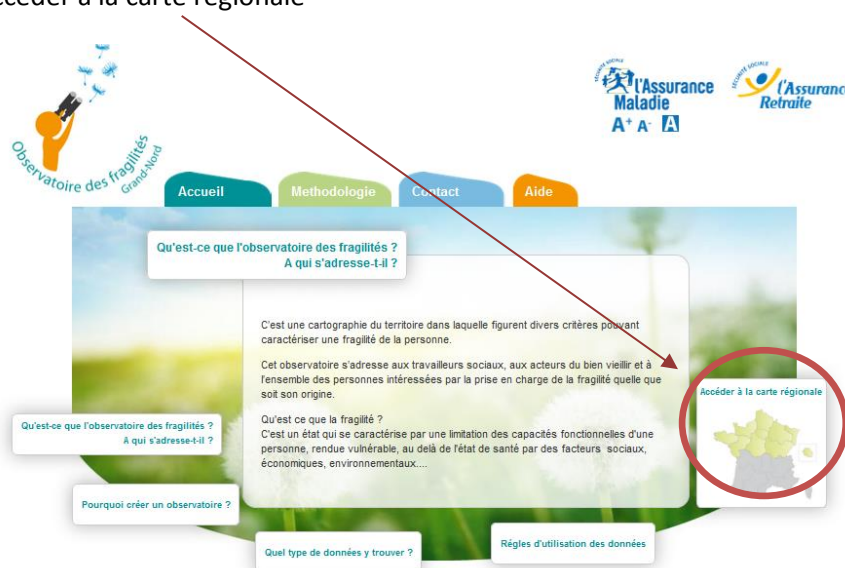 accéder à la carte régionale
SÉCURITÉ SOCIALE
l'Assurance
Maladie
SÉCURITÉ SOCIALE
l'Assurance
Retraite
A+ A- A
Observatoire des fragilités
Grand-Nord
Accueil
Methodologie
Contact
Aide
Qu'est-ce que l'observatoire des fragilités ?
A qui s'adresse-t-il ?
C'est une cartographie du territoire dans laquelle figurent divers critères pouvant
caractériser une fragilité de la personne.
Cet observatoire s'adresse aux travailleurs sociaux, aux acteurs du bien vieillir et à
l'ensemble des personnes intéressées par la prise en charge de la fragilité quelle que
soit son origine.
Qu'est ce que la fragilité ?
C'est un état qui se caractérise par une limitation des capacités fonctionnelles d'une
personne, rendue vulnérable, au delà de l'état de santé par des facteurs sociaux,
économiques, environnementaux....
Accéder à la carte régionale
Qu'est-ce que l'observatoire des fragilités ?
A qui s'adresse-t-il ?
Pourquoi créer un observatoire ?
Quel type de données y trouver ?
Régles d'utilisation des données